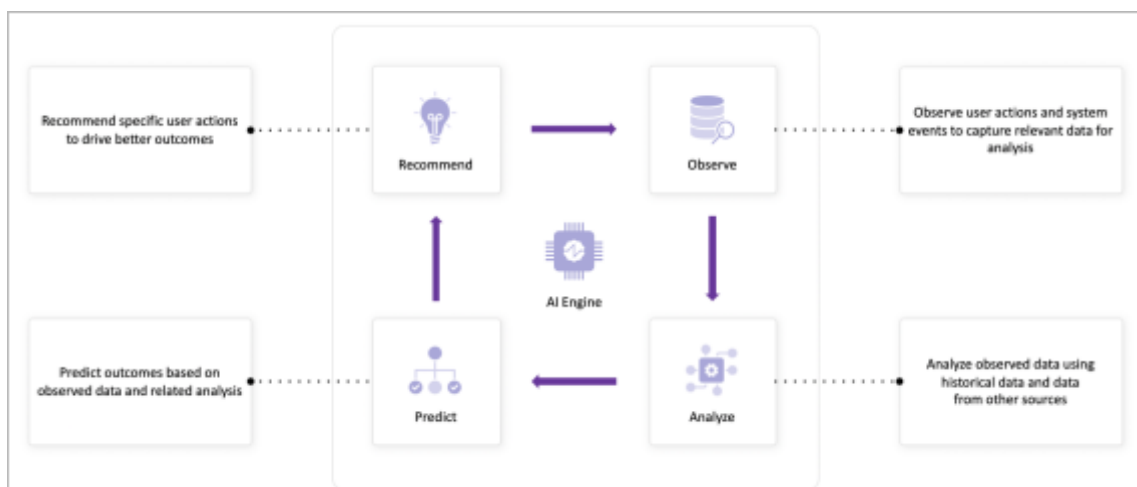 Recommend specific user actions
to drive better outcomes
Recommend
Observe
Observe user actions and system
events to capture relevant data for
analysis
AI Engine
Predict outcomes based on
observed data and related analysis
Predict
Analyze
Analyze observed data using
historical data and data
from other sources